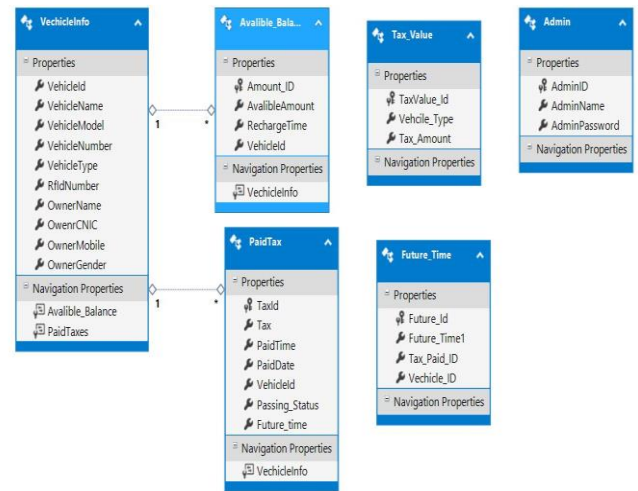 VechicleInfo
Properties
VehicleId
VehicleName
VehicleModel
VehicleNumber
VehicleType
RfIdNumber
OwnerName
OwenrCNIC
OwnerMobile
OwnerGender
Navigation Properties
Avalible_Balance
PaidTaxes
1
*
1
*
Avalible_Bala...
Properties
Amount_ID
AvalibleAmount
RechargeTime
VehicleId
Navigation Properties
VechicleInfo
Tax_Value
Properties
TaxValue_Id
Vehcile_Type
Tax_Amount
Navigation Properties
Admin
Properties
AdminID
AdminName
AdminPassword
Navigation Properties
PaidTax
Properties
TaxId
Tax
PaidTime
PaidDate
VehicleId
Passing_Status
Future_time
Navigation Properties
VechicleInfo
Future_Time
Properties
Future_Id
Future_Time1
Tax_Paid_ID
Vechicle_ID
Navigation Properties